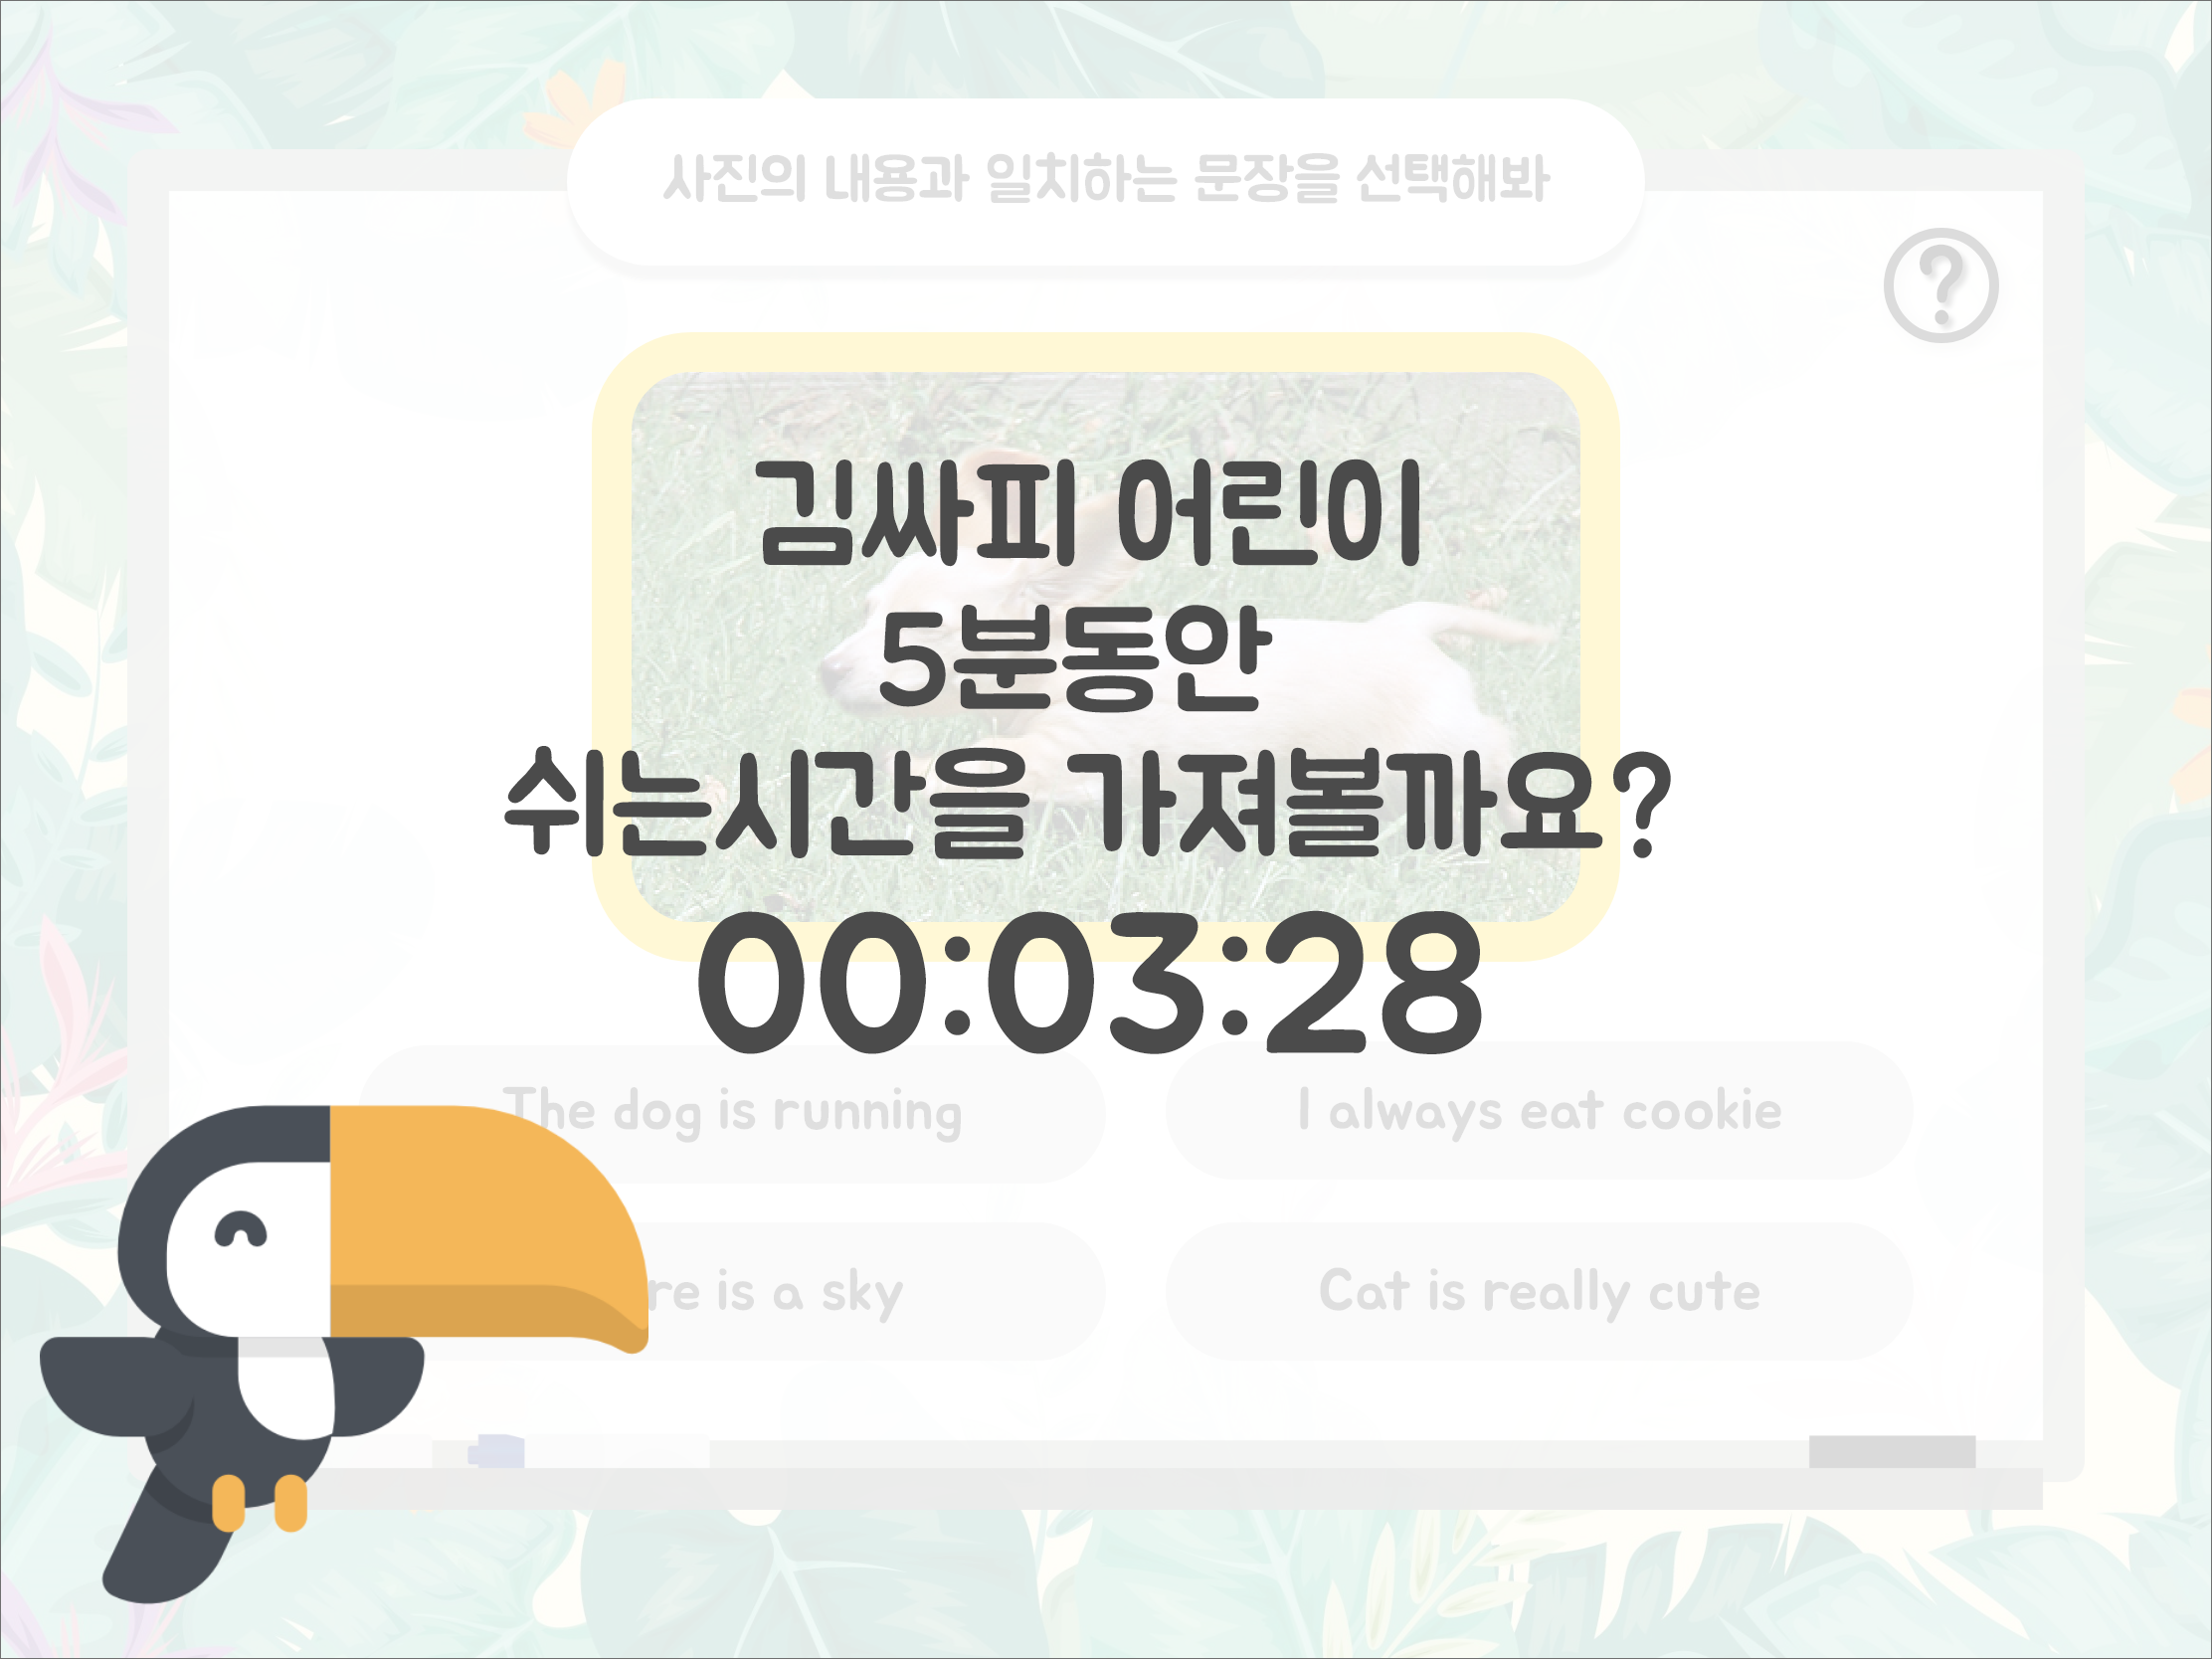 사진의 내용과 일치하는 문장을 선택해봐
?
김싸피 어린이
5분동안
쉬는시간을 가져볼까요?
00:03:28
The dog is running
I always eat cookie
re is a sky
Cat is really cute